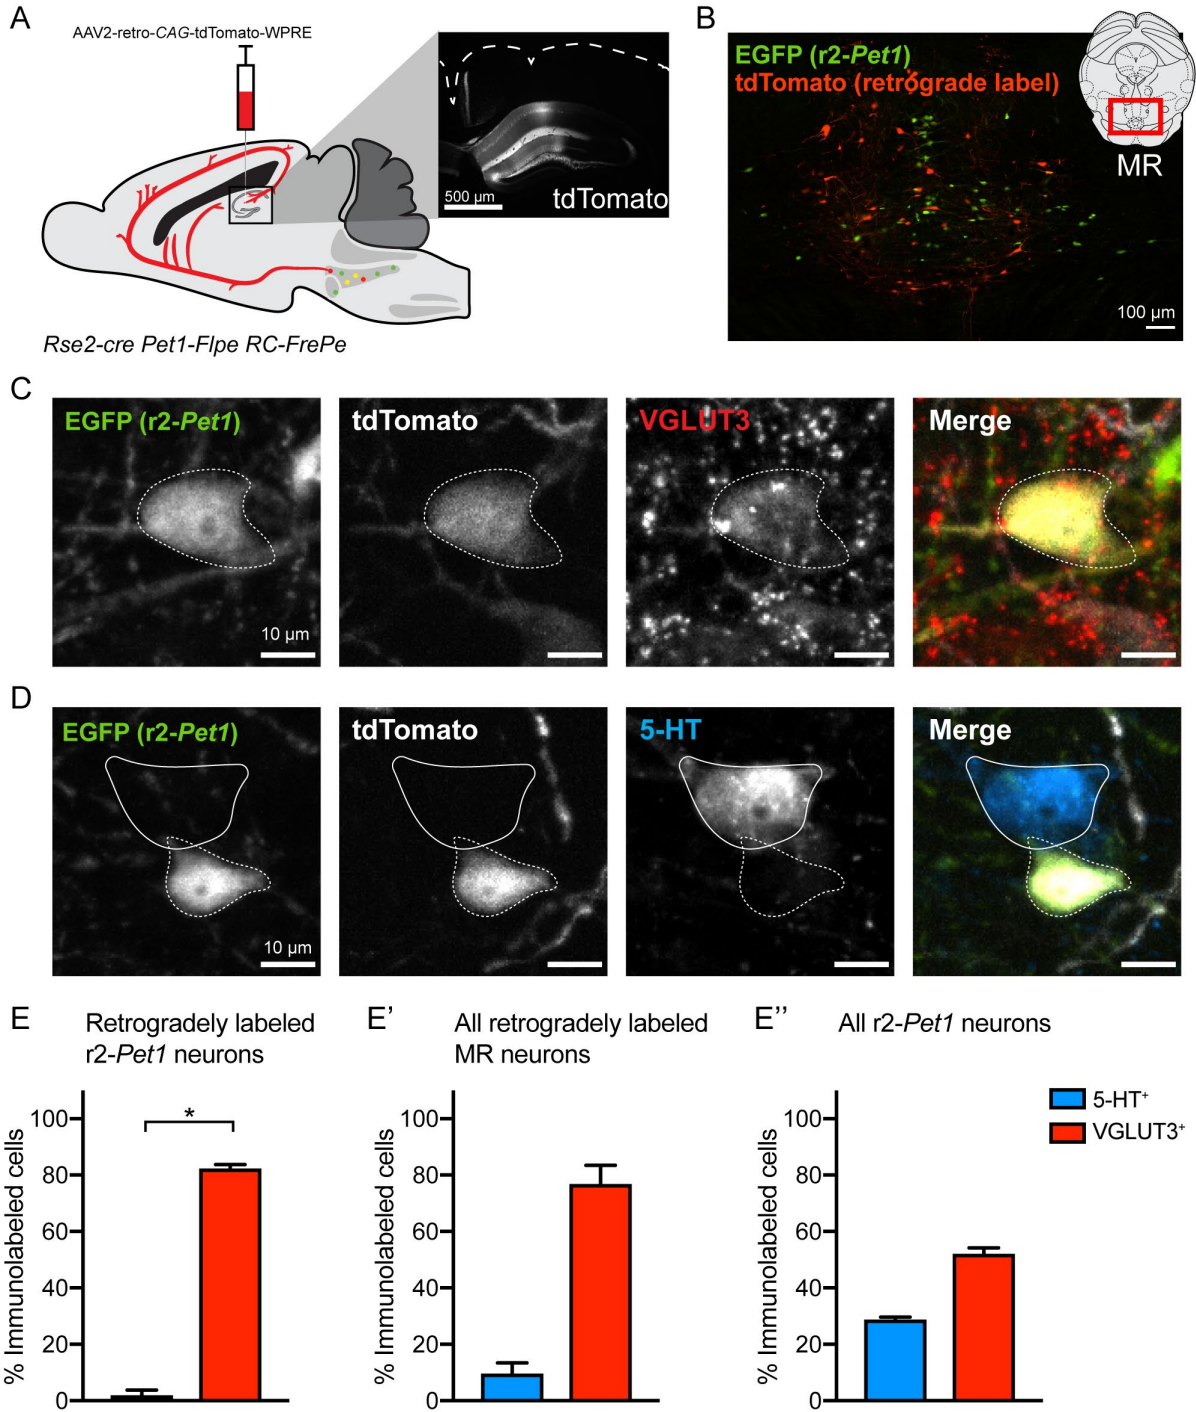 A
AAV2-retro-CAG-tdTomato-WPRE
500 µm
tdTomato
Rse2-cre Pet1-Flpe RC-FrePe
B
EGFP (r2-Pet1)
tdTomato (retrograde label)
MR
100 µm
C
EGFP (r2-Pet1)
tdTomato
VGLUT3
Merge
10 µm
D
EGFP (r2-Pet1)
tdTomato
5-HT
Merge
10 µm
E
Retrogradely labeled
r2-Pet1 neurons
% Immunolabeled cells
100
80
60
40
20
0
*
E'
All retrogradely labeled
MR neurons
% Immunolabeled cells
100
80
60
40
20
0
E''
All r2-Pet1 neurons
% Immunolabeled cells
100
80
60
40
20
0
5-HT+
VGLUT3+